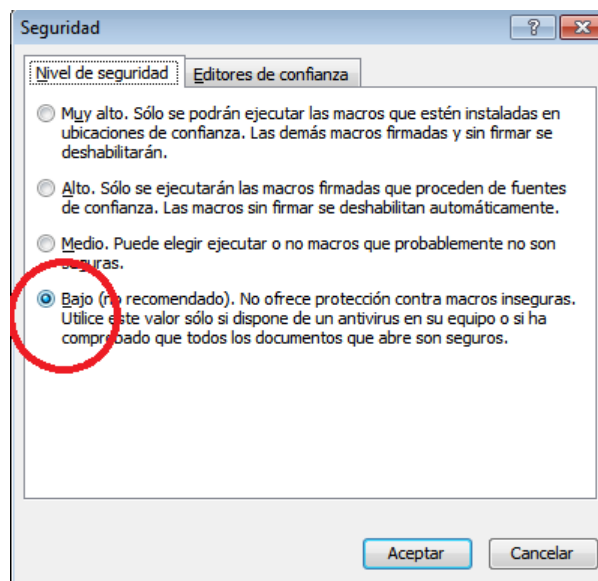 Seguridad
Nivel de seguridad Editores de confianza
Muy alto. Sólo se podrán ejecutar las macros que estén instaladas en
ubicaciones de confianza. Las demás macros firmadas y sin firmar se
deshabilitarán.
Alto. Sólo se ejecutarán las macros firmadas que proceden de fuentes
de confianza. Las macros sin firmar se deshabilitan automáticamente.
Medio. Puede elegir ejecutar o no macros que probablemente no son
seguras.
Bajo (no recomendado). No ofrece protección contra macros inseguras.
Utilice este valor sólo si dispone de un antivirus en su equipo o si ha
comprobado que todos los documentos que abre son seguros.
Aceptar Cancelar